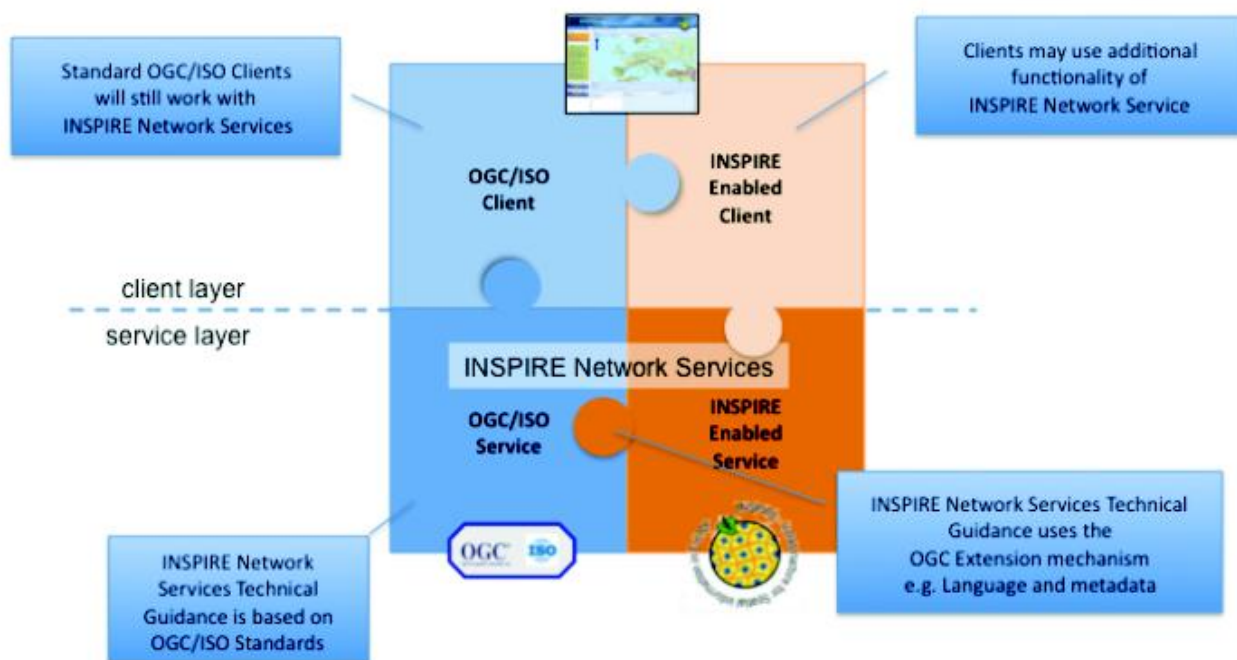 Standard OGC/ISO Clients
will still work with
INSPIRE Network Services
Clients may use additional
functionality of
INSPIRE Network Service
OGC/ISO
Client
INSPIRE
Enabled
Client
client layer
service layer
INSPIRE Network Services
OGC/ISO
Service
INSPIRE
Enabled
Service
INSPIRE Network
Services Technical
Guidance is based on
OGC/ISO Standards
OGC
ISO
INSPIRE Network Services Technical
Guidance uses the
OGC Extension mechanism
e.g. Language and metadata